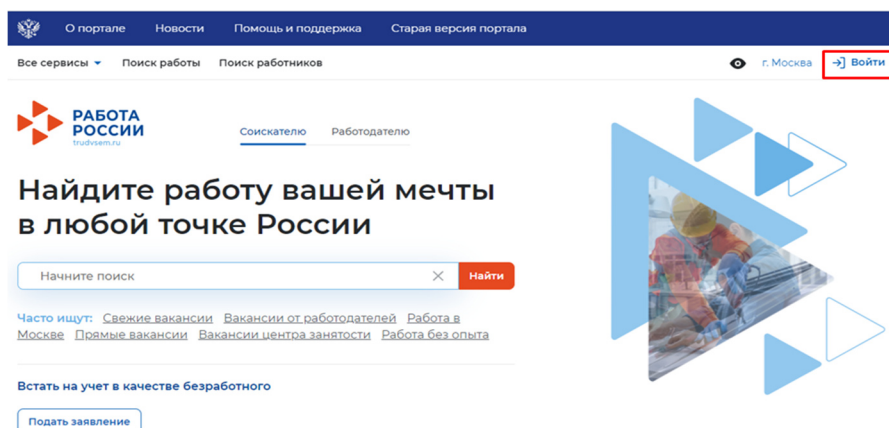 О портале Новости Помощь и поддержка Старая версия портала
Все сервисы Поиск работы Поиск работников г. Москва Войти
РАБОТА
РОССИИ
trudvsem.ru
Соискателю Работодателю
Найдите работу вашей мечты
в любой точке России
Начните поиск Найти
Часто ищут: Свежие вакансии Вакансии от работодателей Работа в
Москве Прямые вакансии Вакансии центра занятости Работа без опыта
Встать на учет в качестве безработного
Подать заявление